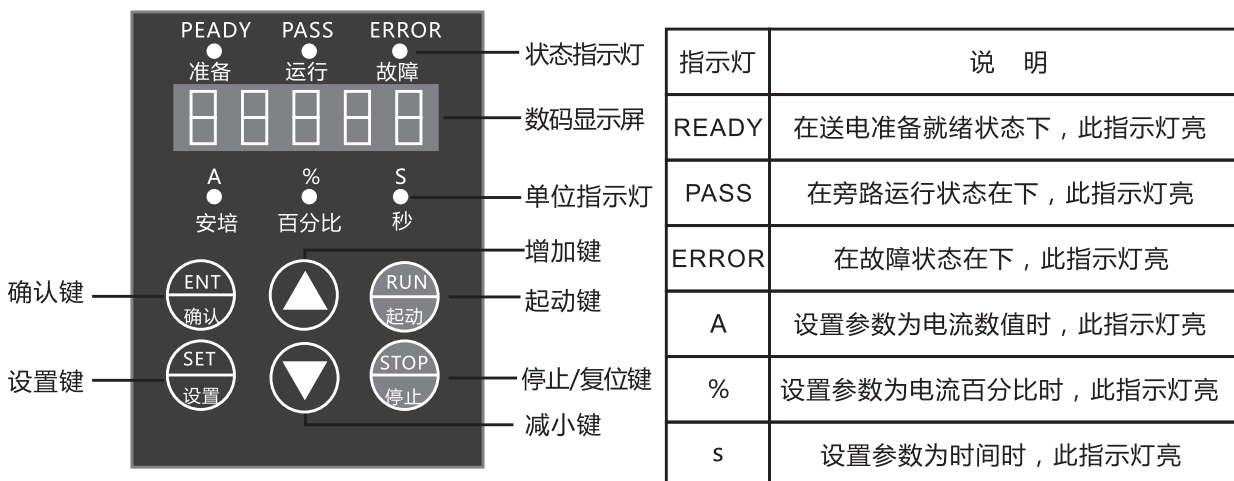 PEADY PASS ERROR
准备 运行 故障
A % S
安培 百分比 秒
ENT
确认
RUN
起动
SET
设置
STOP
停止
确认键
设置键
状态指示灯
数码显示屏
单位指示灯
增加键
起动键
停止/复位键
减小键
指示灯 说 明
READY 在送电准备就绪状态下，此指示灯亮
PASS 在旁路运行状态在下，此指示灯亮
ERROR 在故障状态在下，此指示灯亮
A 设置参数为电流数值时，此指示灯亮
% 设置参数为电流百分比时，此指示灯亮
s 设置参数为时间时，此指示灯亮